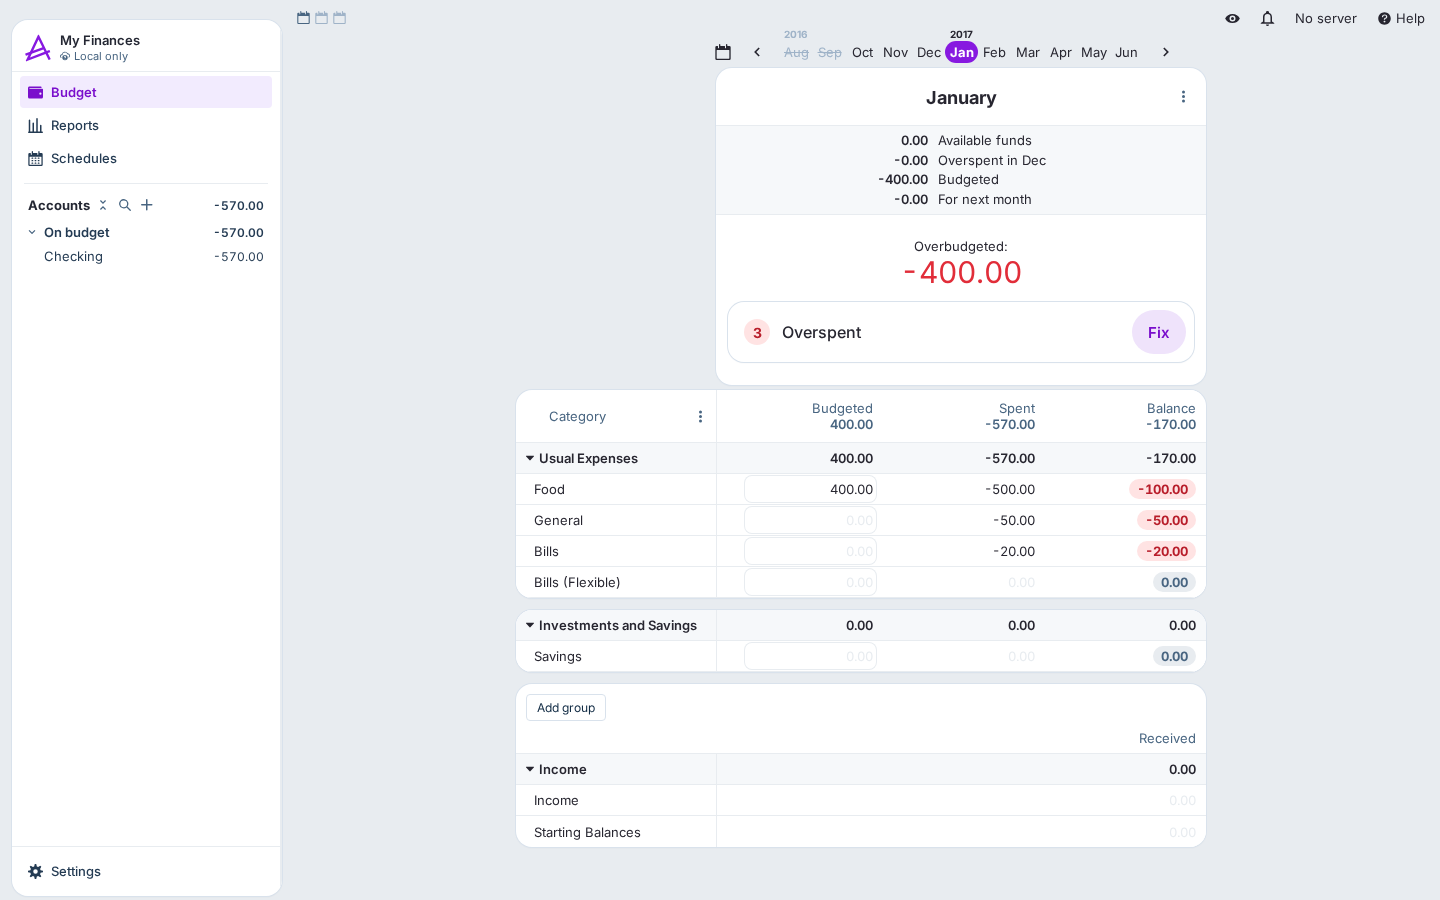 My Finances
Local only
Budget
Reports
Schedules
Accounts -570.00
On budget -570.00
Checking -570.00
Settings
No server
Help
2016 2017
Aug Sep Oct Nov Dec Jan Feb Mar Apr May Jun
January
0.00 Available funds
-0.00 Overspent in Dec
-400.00 Budgeted
-0.00 For next month
Overbudgeted:
-400.00
3 Overspent Fix
Category Budgeted Spent Balance
400.00 -570.00 -170.00
Usual Expenses 400.00 -570.00 -170.00
Food 400.00 -500.00 -100.00
General 0.00 -50.00 -50.00
Bills 0.00 -20.00 -20.00
Bills (Flexible) 0.00 0.00 0.00
Investments and Savings 0.00 0.00 0.00
Savings 0.00 0.00 0.00
Add group
Received
Income 0.00
Income 0.00
Starting Balances 0.00